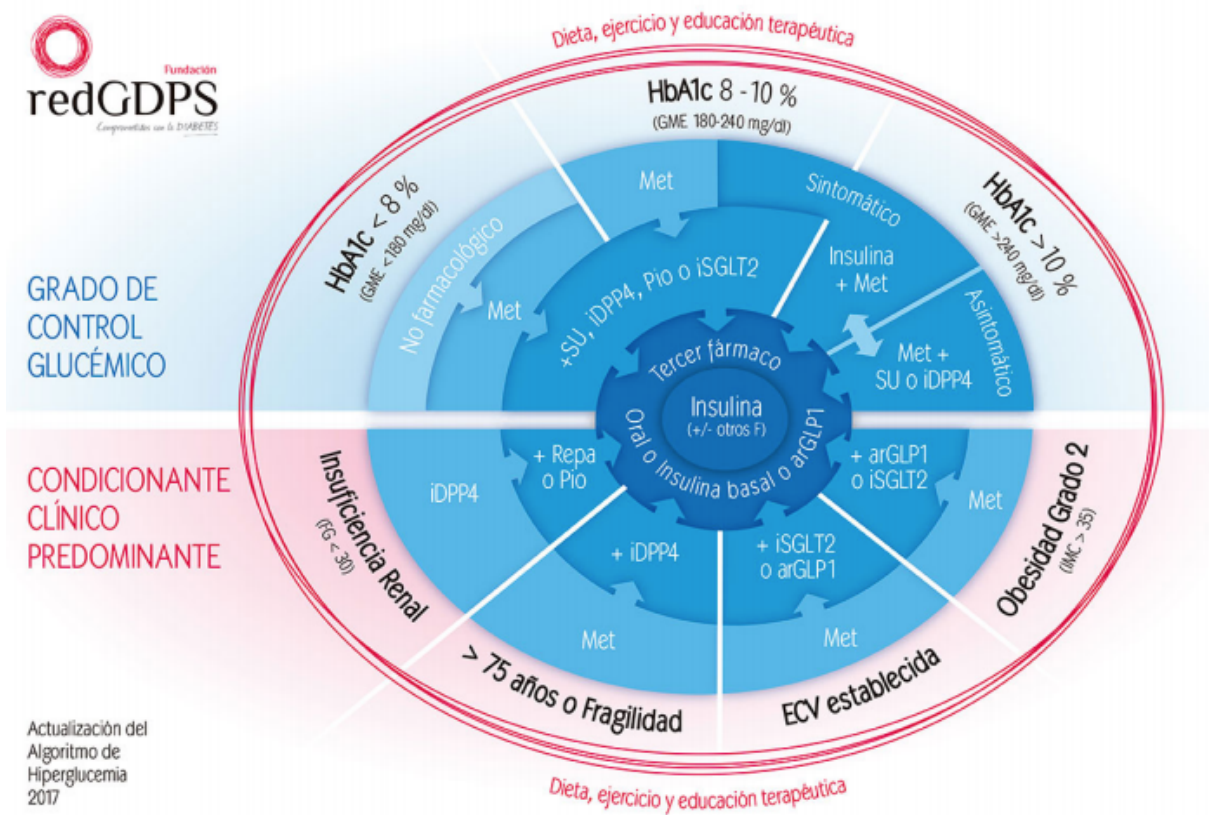 Fundación
redGDPS
Comprometidos con la DIABETES
Dieta, ejercicio y educación terapéutica
GRADO DE
CONTROL
GLUCÉMICO
HbA1c < 8 %
(GME <180 mg/dl)
HbA1c 8 - 10 %
(GME 180-240 mg/dl)
HbA1c > 10 %
(GME >240 mg/dl)
No farmacológico
Met
Met
+SU, iDPP4, Pio o iSGLT2
Sintomático
Insulina
+ Met
Asintomático
Met +
SU o iDPP4
Tercer fármaco
Insulina
(+/- otros F)
Oral o Insulina basal o arGLP1
CONDICIONANTE
CLÍNICO
PREDOMINANTE
Insuficiencia Renal
(FG < 30)
iDPP4
+ Repa
o Pio
> 75 años o Fragilidad
Met
+ iDPP4
ECV establecida
Met
+ iSGLT2
o arGLP1
Obesidad Grado 2
(IMC > 35)
Met
+ arGLP1
o iSGLT2
Dieta, ejercicio y educación terapéutica
Actualización del
Algoritmo de
Hiperglucemia
2017